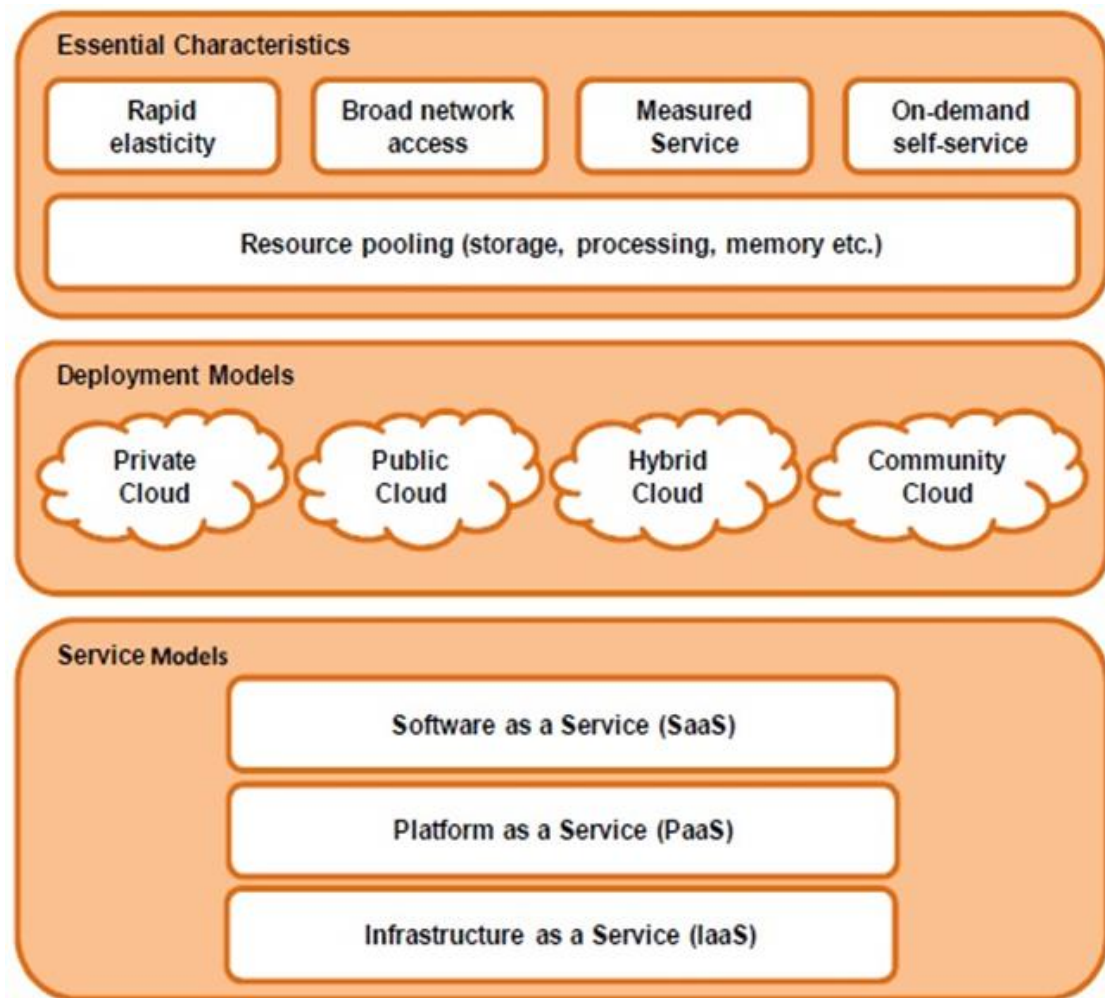 Essential Characteristics
Rapid
elasticity
Broad network
access
Measured
Service
On-demand
self-service
Resource pooling (storage, processing, memory etc.)
Deployment Models
Private
Cloud
Public
Cloud
Hybrid
Cloud
Community
Cloud
Service Models
Software as a Service (SaaS)
Platform as a Service (PaaS)
Infrastructure as a Service (IaaS)